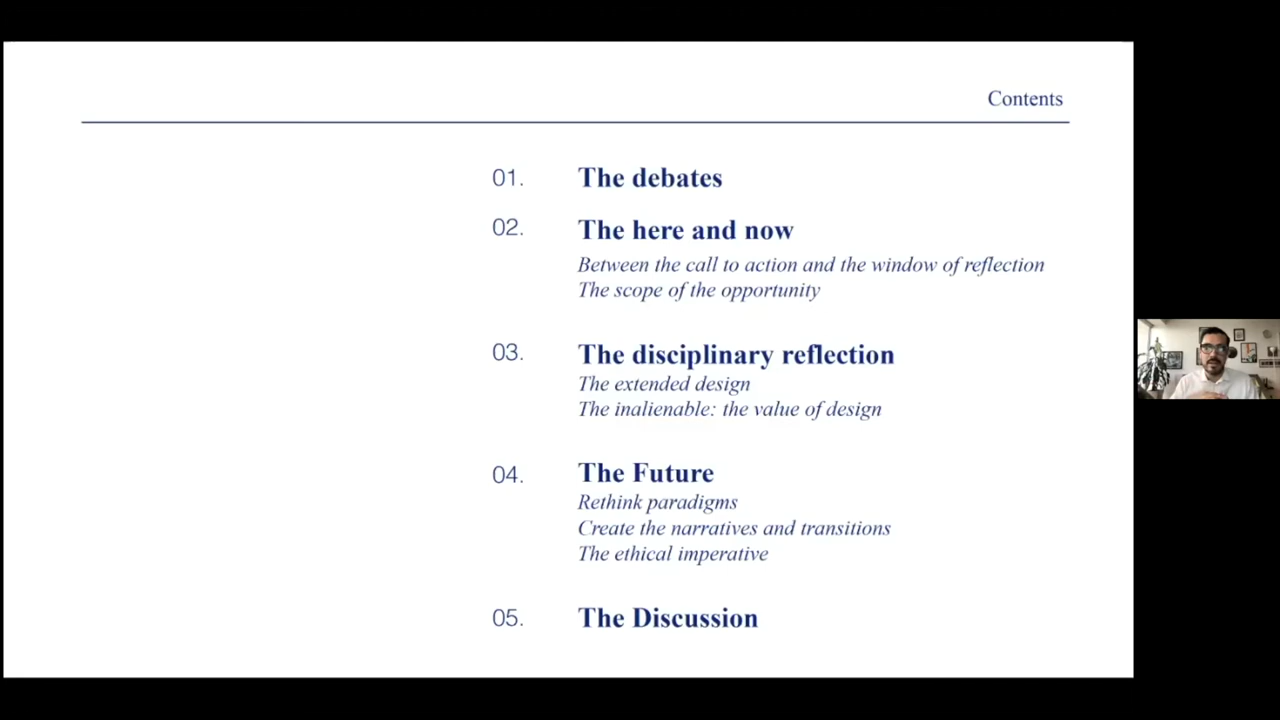 Contents
01. The debates
02. The here and now
Between the call to action and the window of reflection
The scope of the opportunity
03. The disciplinary reflection
The extended design
The inalienable: the value of design
04. The Future
Rethink paradigms
Create the narratives and transitions
The ethical imperative
05. The Discussion